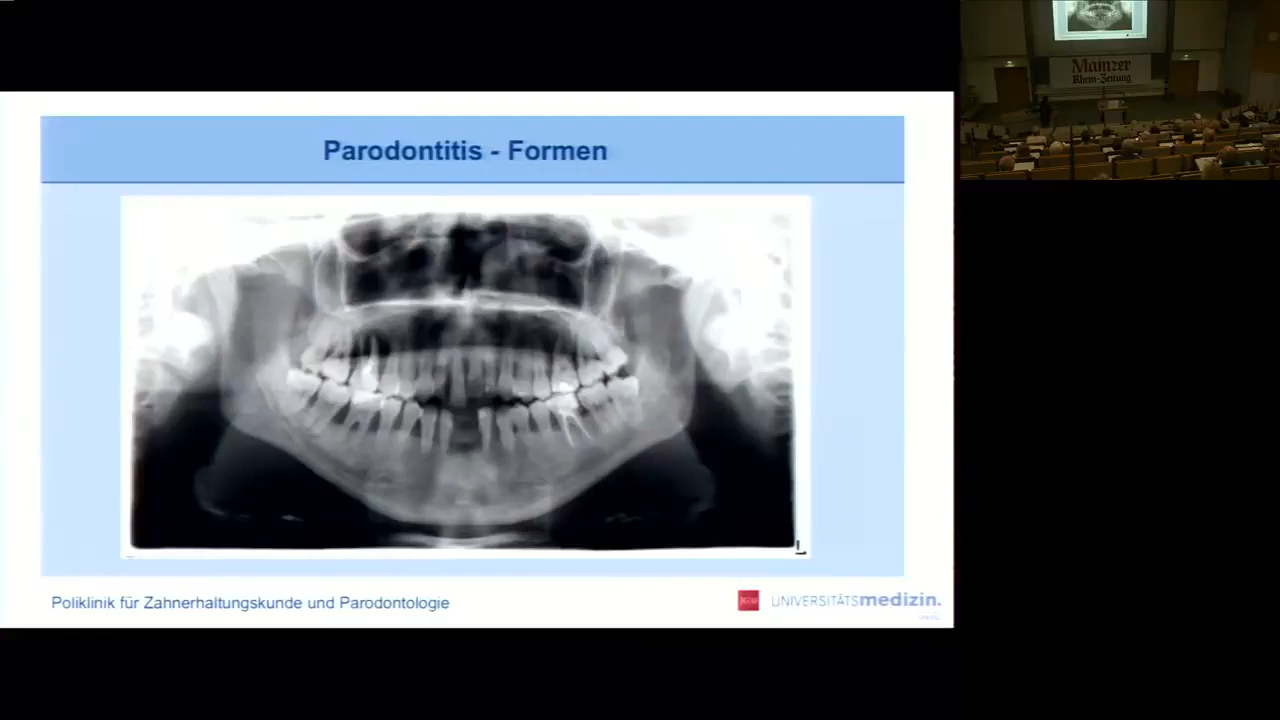 Parodontitis - Formen
L
Poliklinik für Zahnerhaltungskunde und Parodontologie
UNIVERSITÄTSmedizin.
Mainzer
Rhein-Zeitung